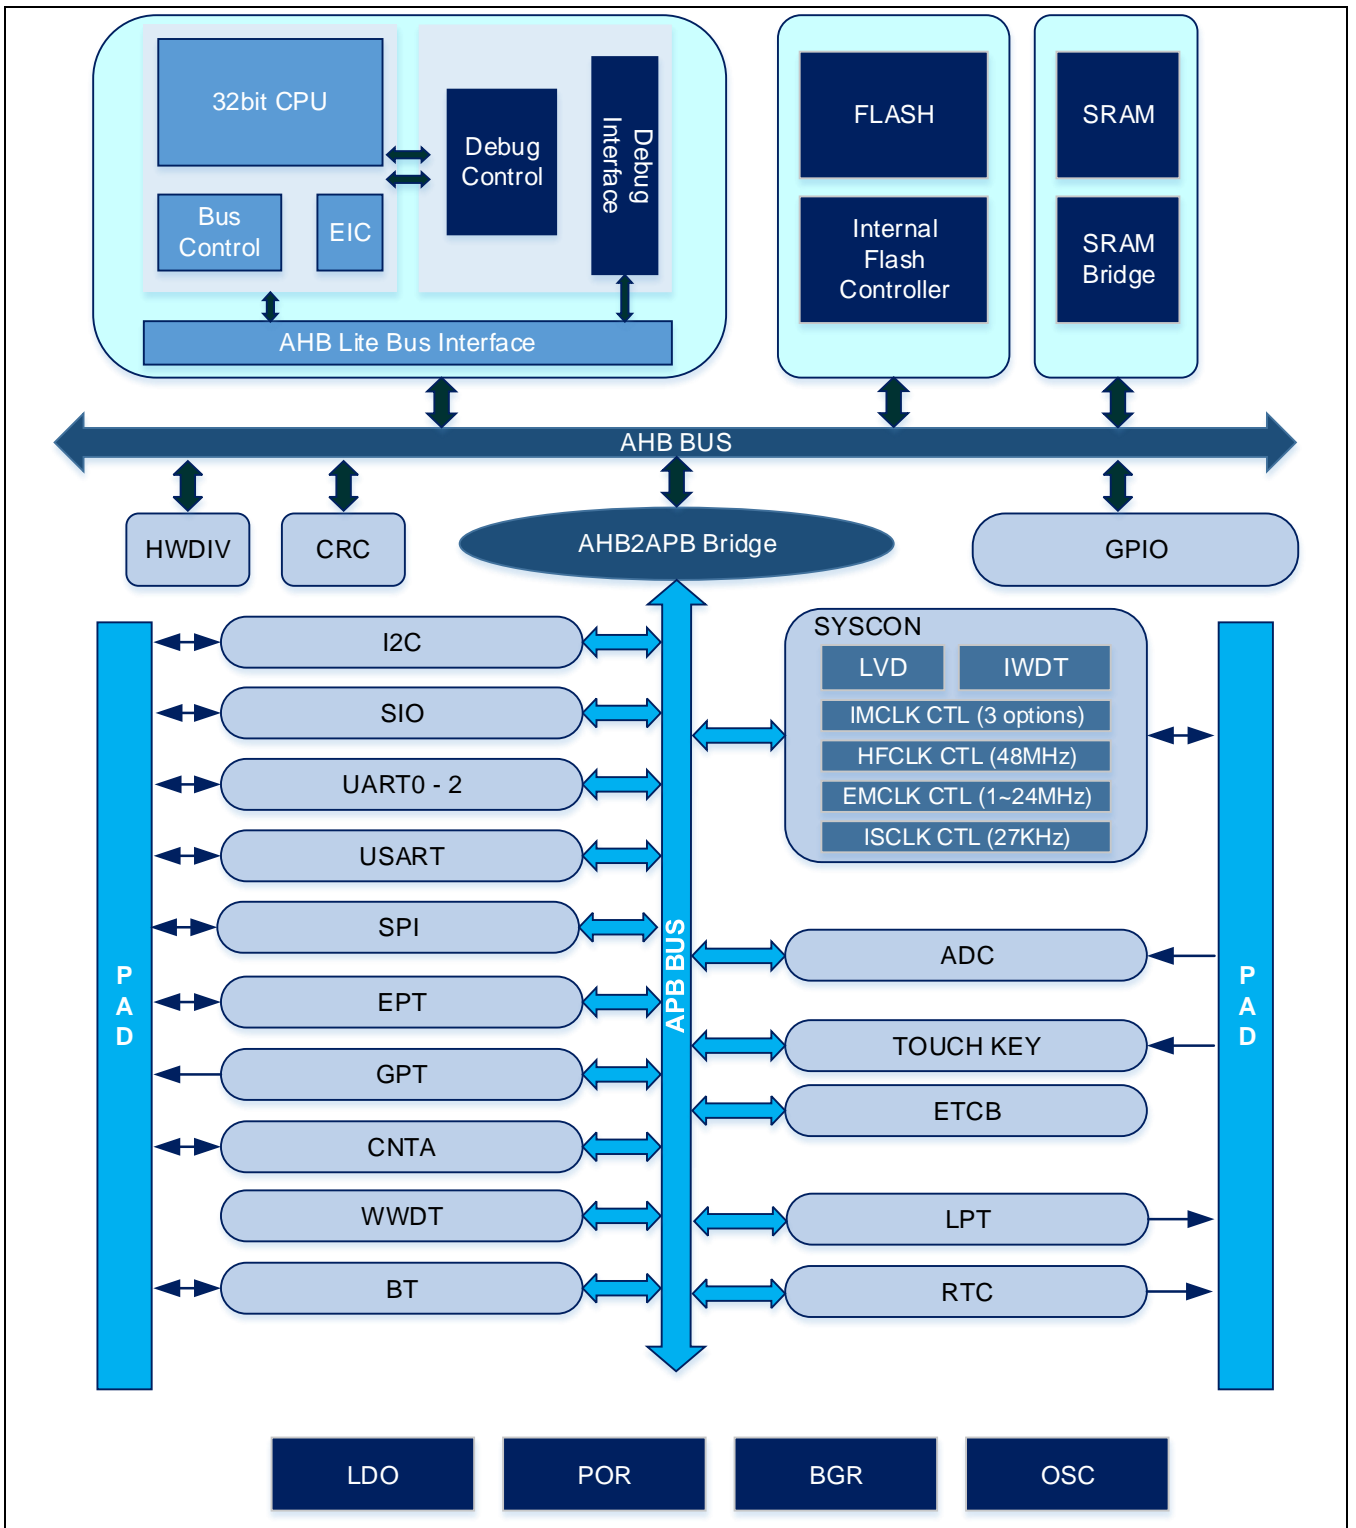 32bit CPU
Bus
Control
EIC
Debug
Control
Debug
Interface
AHB Lite Bus Interface
FLASH
Internal
Flash
Controller
SRAM
SRAM
Bridge
AHB BUS
HWDIV
CRC
AHB2APB Bridge
GPIO
PAD
I2C
SIO
UART0 - 2
USART
SPI
EPT
GPT
CNTA
WWDT
BT
APB BUS
SYSCON
LVD
IWDT
IMCLK CTL (3 options)
HFCLK CTL (48MHz)
EMCLK CTL (1~24MHz)
ISCLK CTL (27KHz)
ADC
TOUCH KEY
ETCB
LPT
RTC
PAD
LDO
POR
BGR
OSC